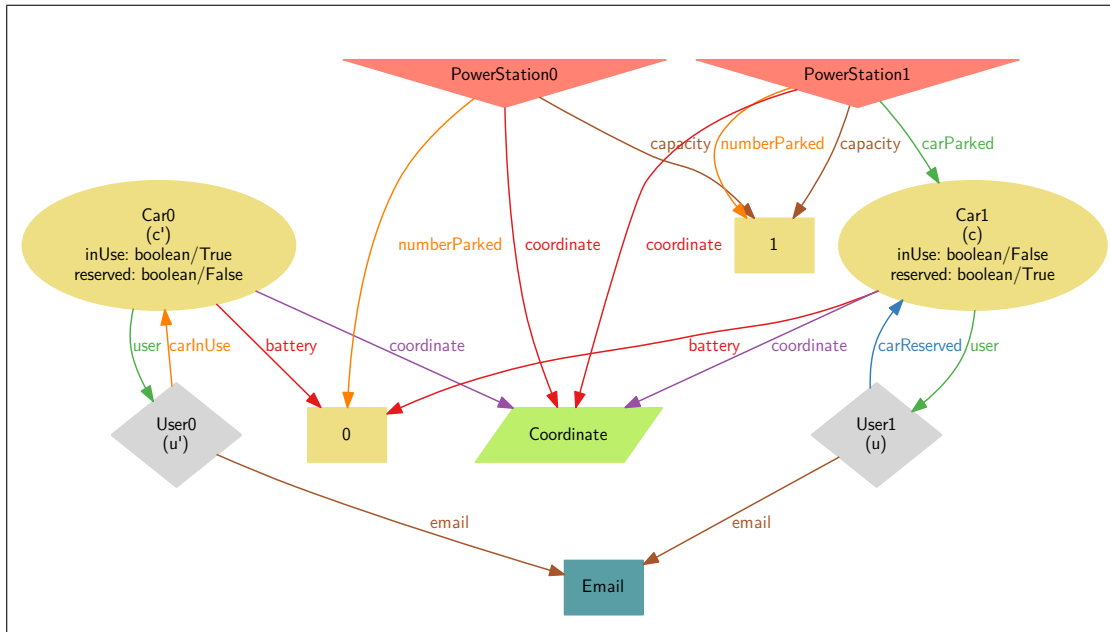 PowerStation0
PowerStation1
capacity
numberParked
capacity
carParked
Car0
(c')
inUse: boolean/True
reserved: boolean/False
numberParked
coordinate
coordinate
1
Car1
(c)
inUse: boolean/False
reserved: boolean/True
user
carInUse
battery
coordinate
battery
coordinate
carReserved
user
User0
(u')
0
Coordinate
User1
(u)
email
email
Email